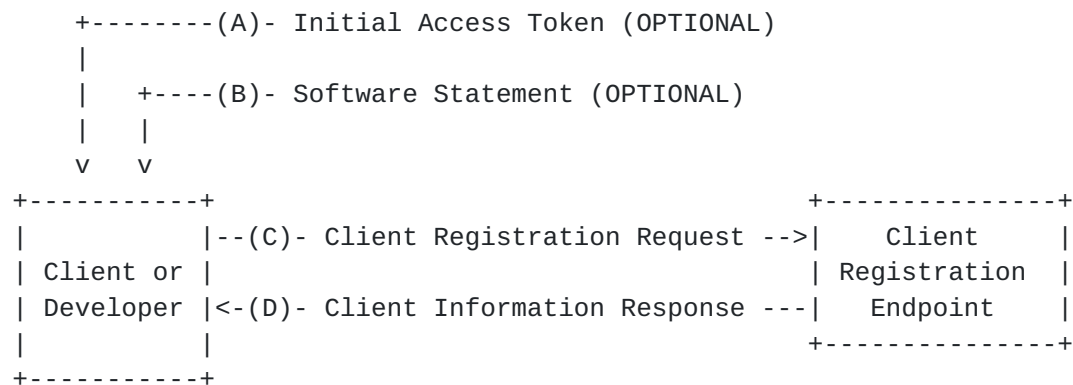 +--------(A)- Initial Access Token (OPTIONAL)
|
|   +----(B)- Software Statement (OPTIONAL)
|   |
v   v
+-----------+                                      +---------------+
|           |--(C)- Client Registration Request -->|    Client     |
| Client or |                                      | Registration  |
| Developer |<-(D)- Client Information Response ---|   Endpoint    |
|           |                                      +---------------+
+-----------+